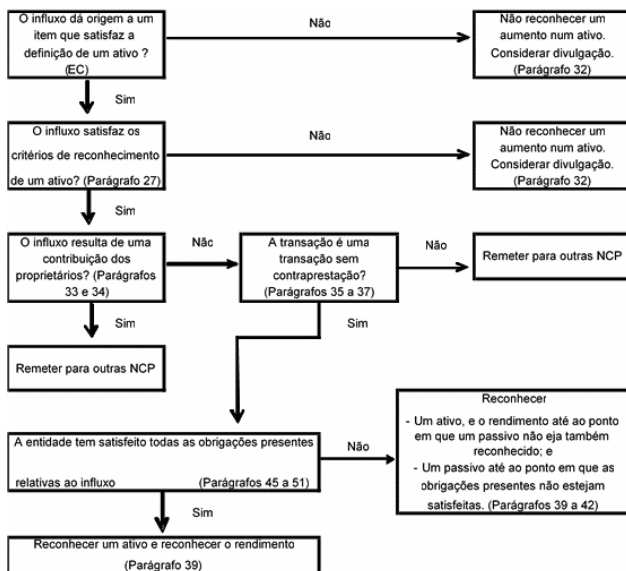 O influxo dá origem a um
item que satisfaz a
definição de um ativo ?
(EC)
Não
Não reconhecer um
aumento num ativo.
Considerar divulgação.
(Parágrafo 32)
Sim
O influxo satisfaz os
critérios de reconhecimento
de um ativo? (Parágrafo 27)
Não
Não reconhecer um
aumento num ativo.
Considerar divulgação.
(Parágrafo 32)
Sim
O influxo resulta de uma
contribuição dos
proprietários? (Parágrafos
33 e 34)
Não
A transação é uma
transação sem
contraprestação?
(Parágrafos 35 a 37)
Não
Remeter para outras NCP
Sim
Sim
Remeter para outras NCP
A entidade tem satisfeito todas as obrigações presentes
relativas ao influxo (Parágrafos 45 a 51)
Não
Reconhecer
- Um ativo, e o rendimento até ao ponto
em que um passivo não eja também
reconhecido; e
- Um passivo até ao ponto em que as
obrigações presentes não estejam
satisfeitas. (Parágrafos 39 a 42)
Sim
Reconhecer um ativo e reconhecer o rendimento
(Parágrafo 39)